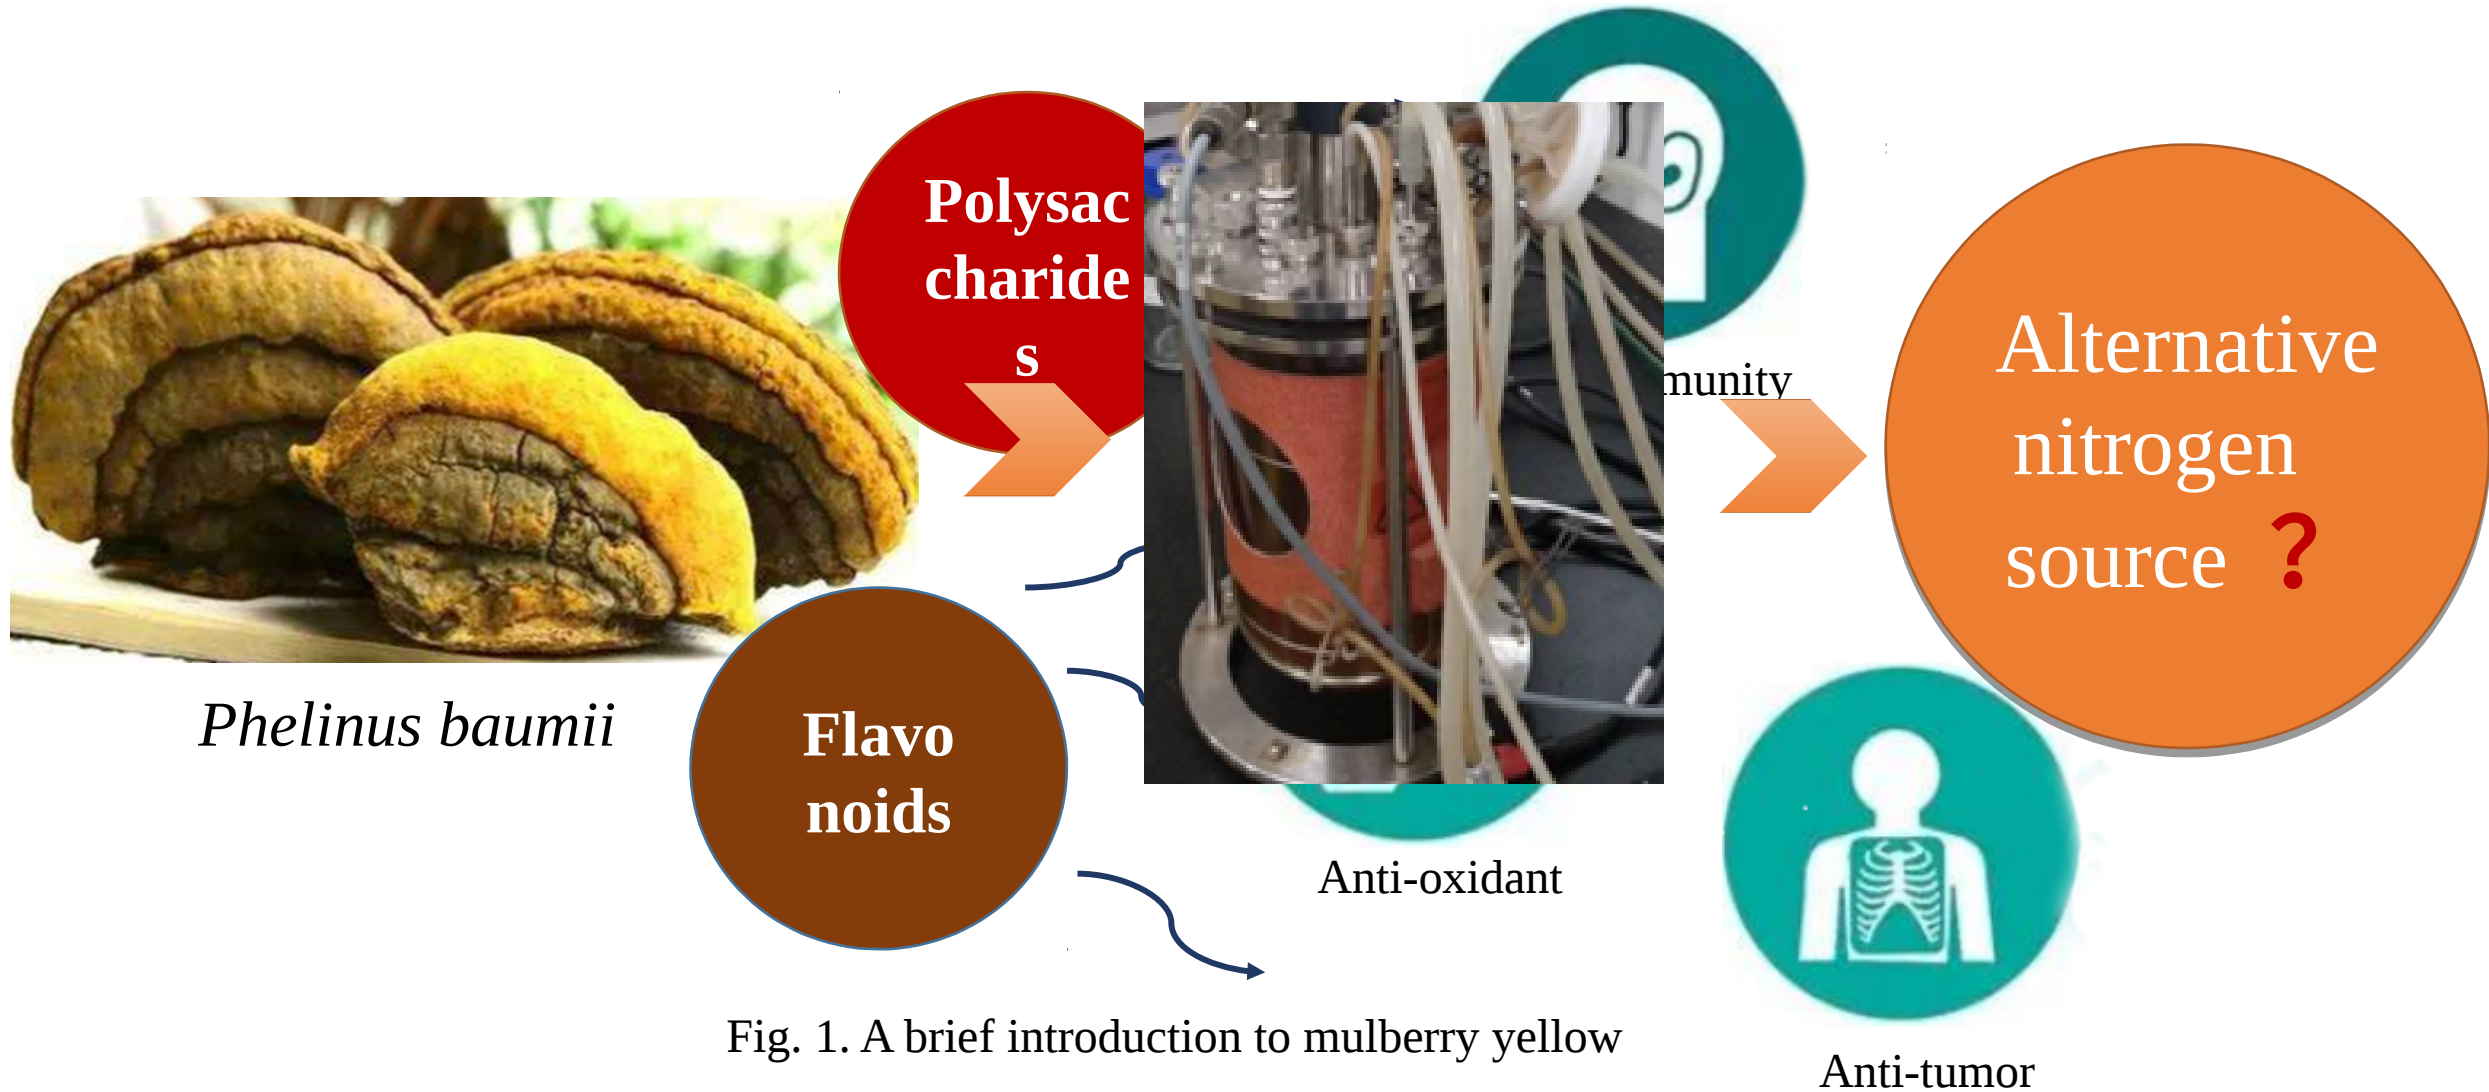 Polysac
charide
s
munity
Alternative
nitrogen
source ？
Phelinus baumii
Flavo
noids
Anti-oxidant
Fig. 1. A brief introduction to mulberry yellow
Anti-tumor